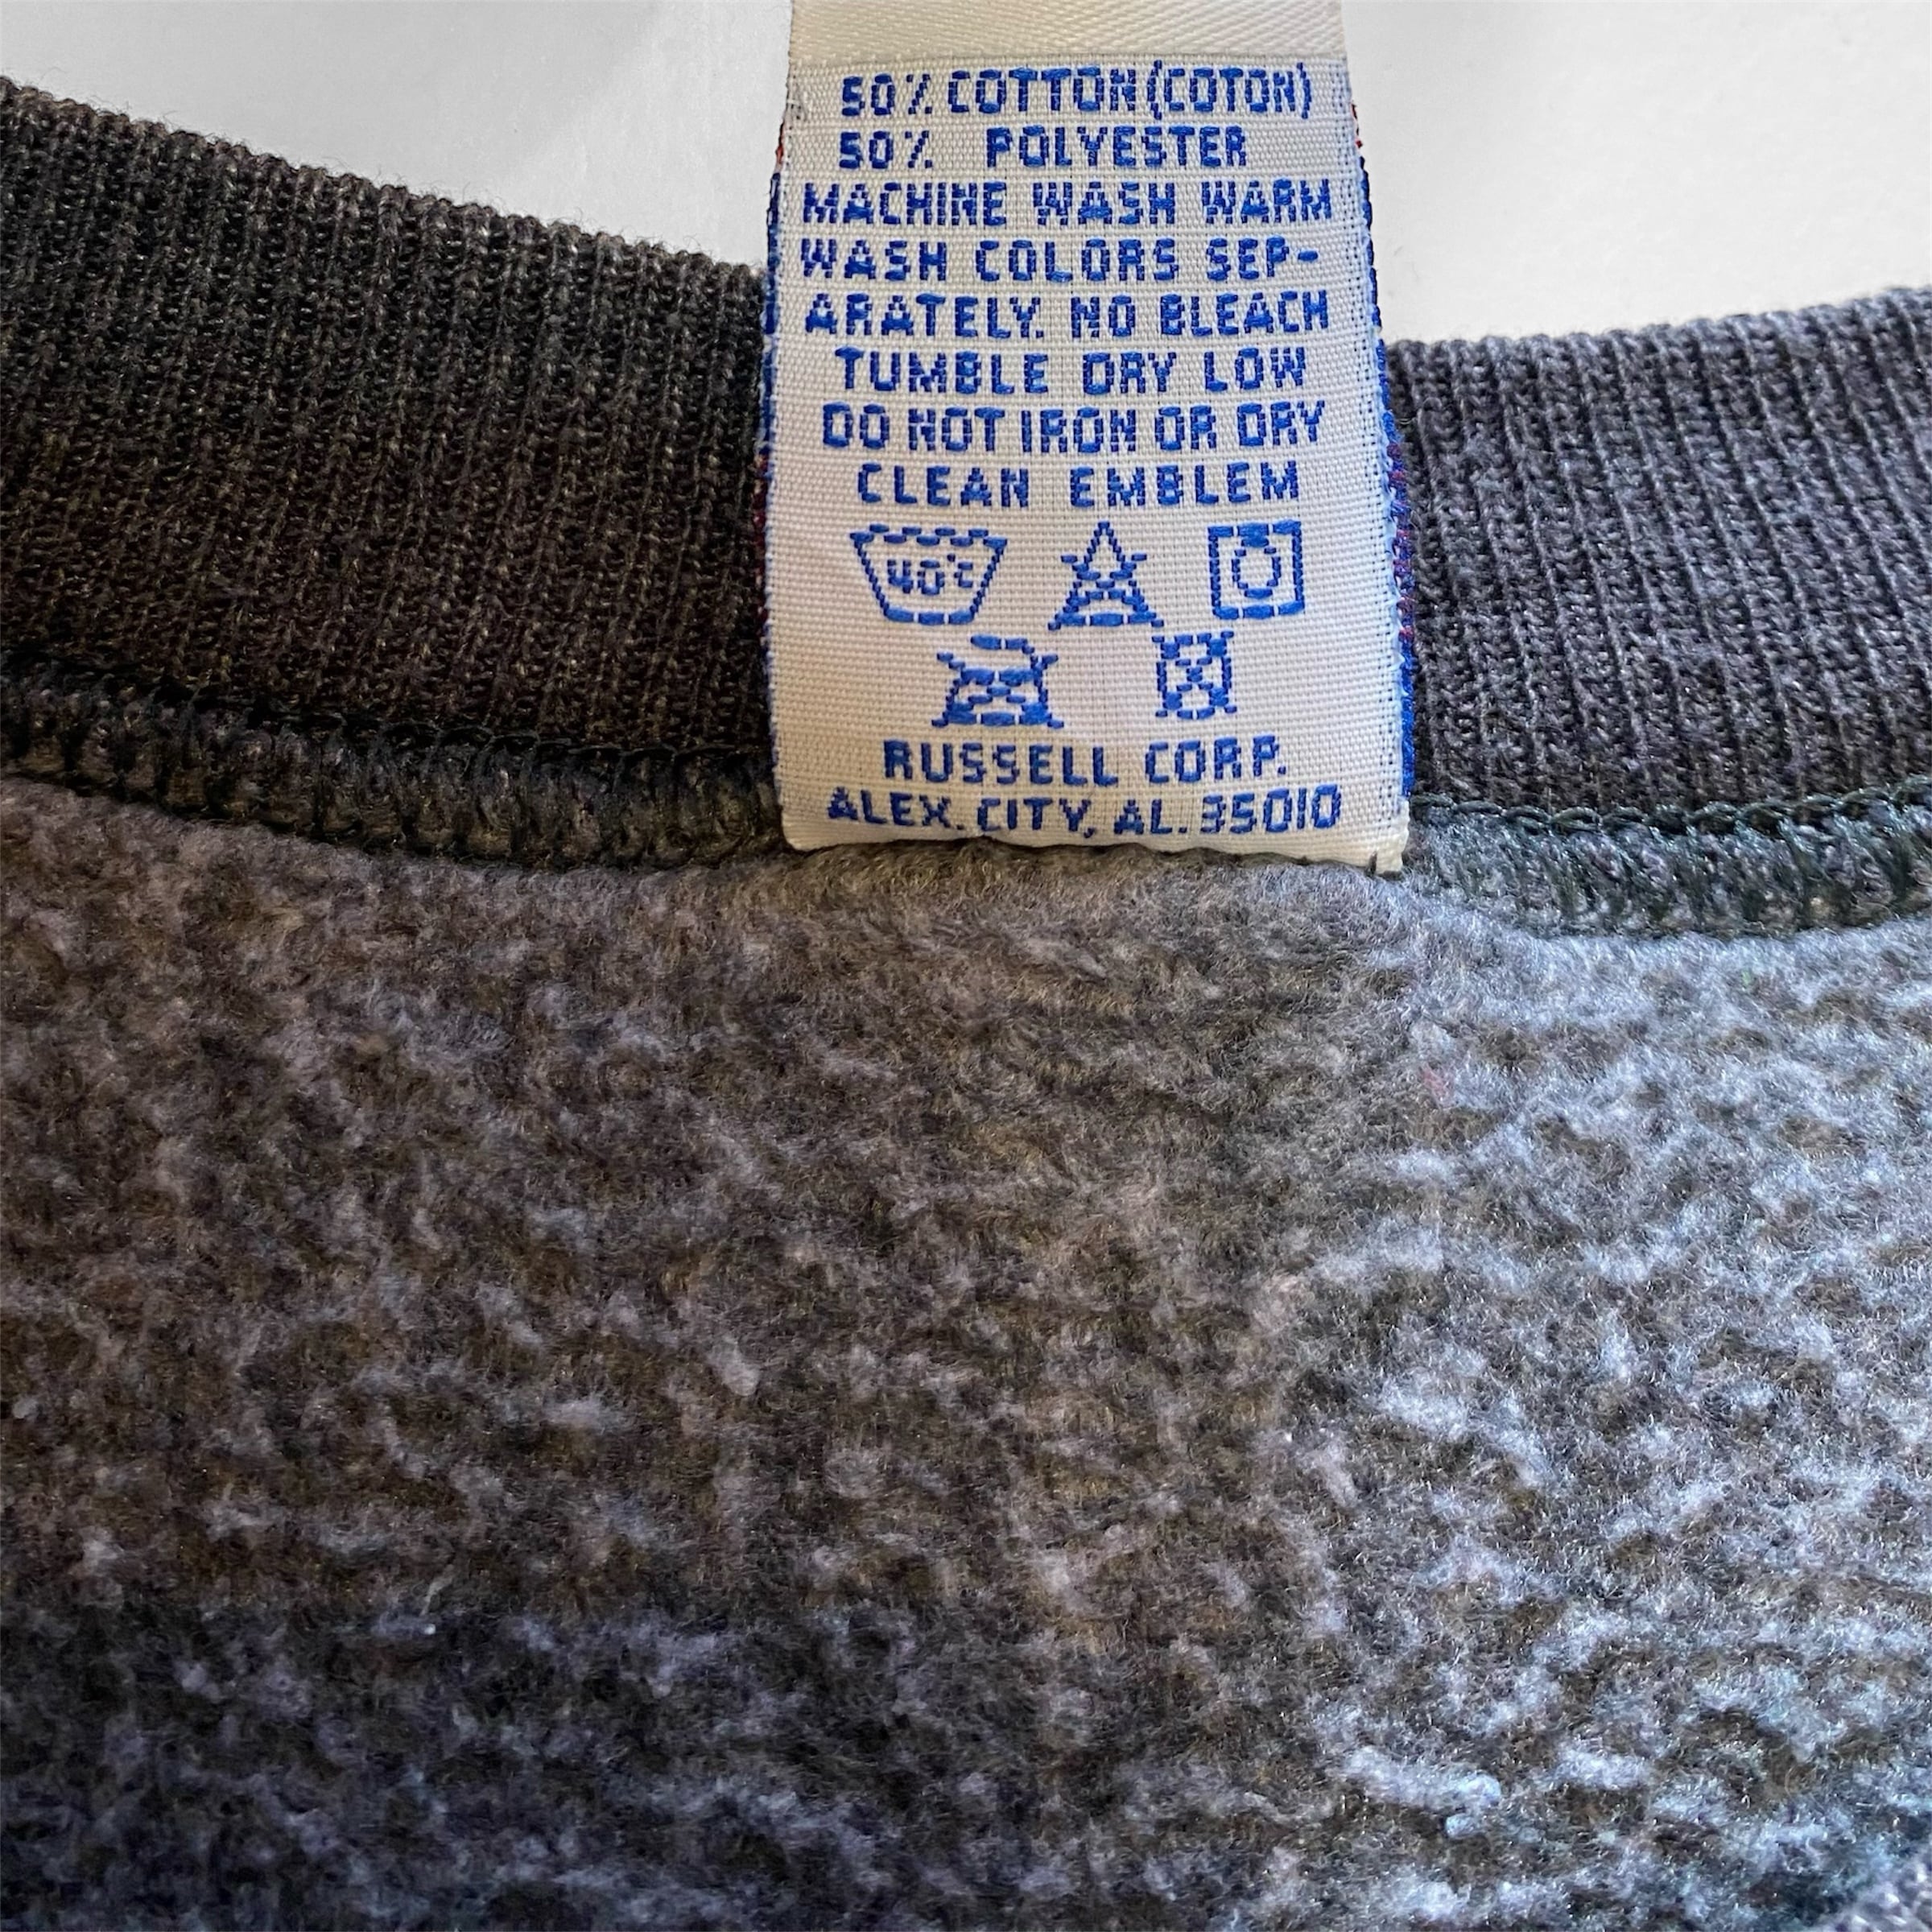 50% COTTON (COTON)
50% POLYESTER
MACHINE WASH WARM
WASH COLORS SEP-
ARATELY. NO BLEACH
TUMBLE DRY LOW
DO NOT IRON OR DRY
CLEAN EMBLEM
40°C
RUSSELL CORP.
ALEX. CITY, AL. 35010